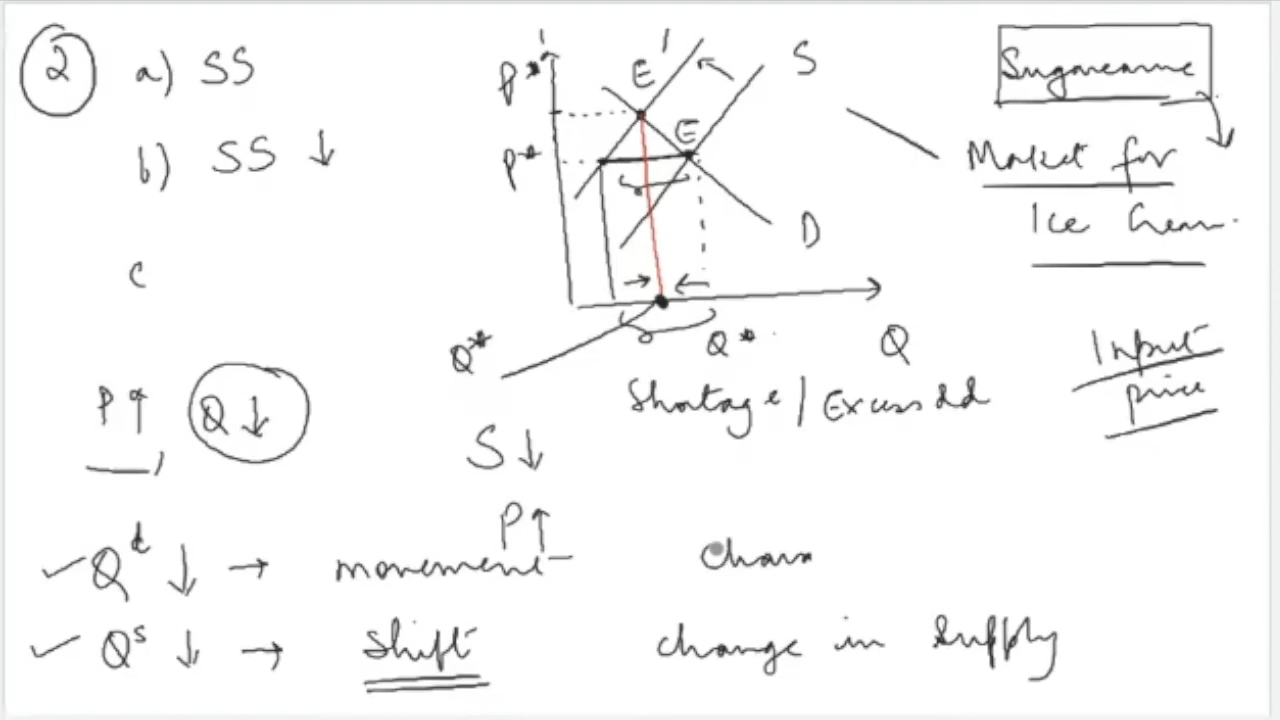 2 a) SS
b) SS ↓
c
P*'
P*
E'
E
S
D
Q*
Q*
Q
Sugarcane
Market for
Ice Cream
Input
price
Shortage / Excess dd
P↑ Q↓
S↓
P↑
✓ Qd ↓ → movement
✓ Qs ↓ → shift change in supply